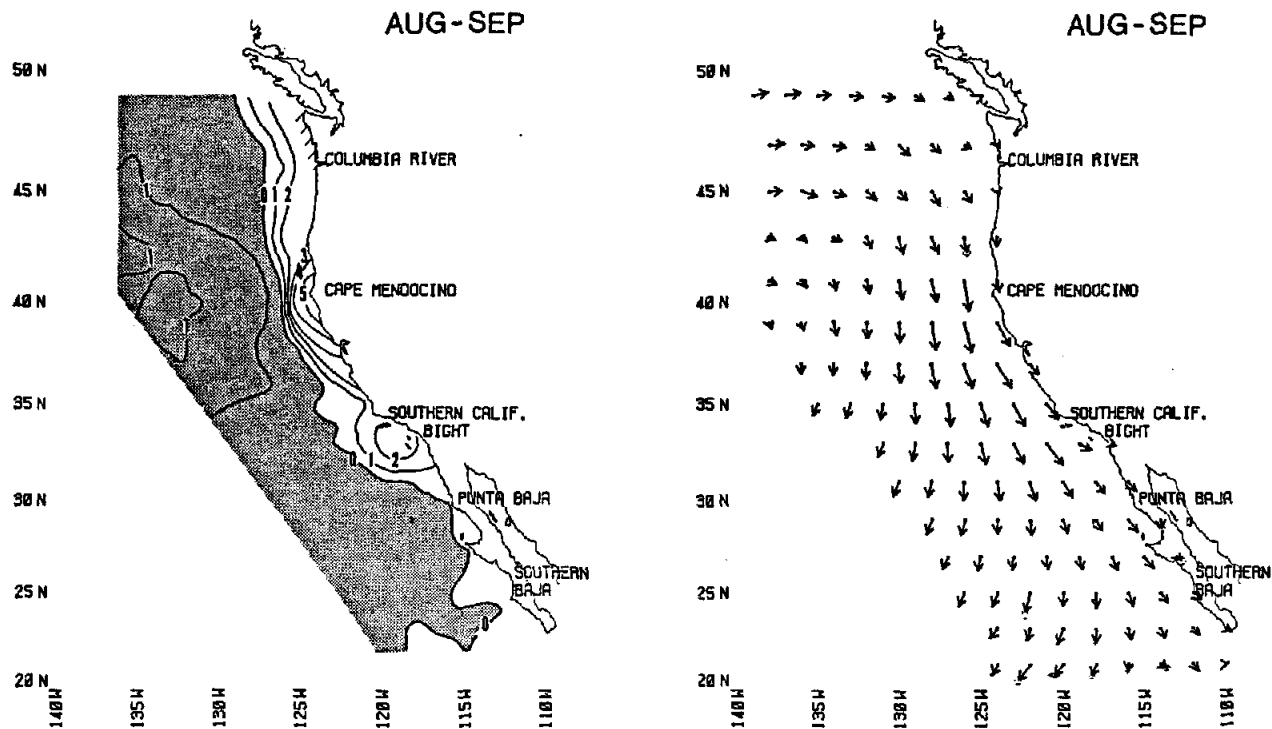 AUG-SEP
50 N
COLUMBIA RIVER
45 N
0 1 2
1
1
3
4
5
CAPE MENDOCINO
40 N
1
35 N
SOUTHERN CALIF.
BIGHT
0 1 2
30 N
PUNTA BAJA
SOUTHERN
BAJA
25 N
0
20 N
140W
135W
130W
125W
120W
115W
110W
AUG-SEP
50 N
COLUMBIA RIVER
45 N
CAPE MENDOCINO
40 N
35 N
SOUTHERN CALIF.
BIGHT
30 N
PUNTA BAJA
SOUTHERN
BAJA
25 N
20 N
140W
135W
130W
125W
120W
115W
110W